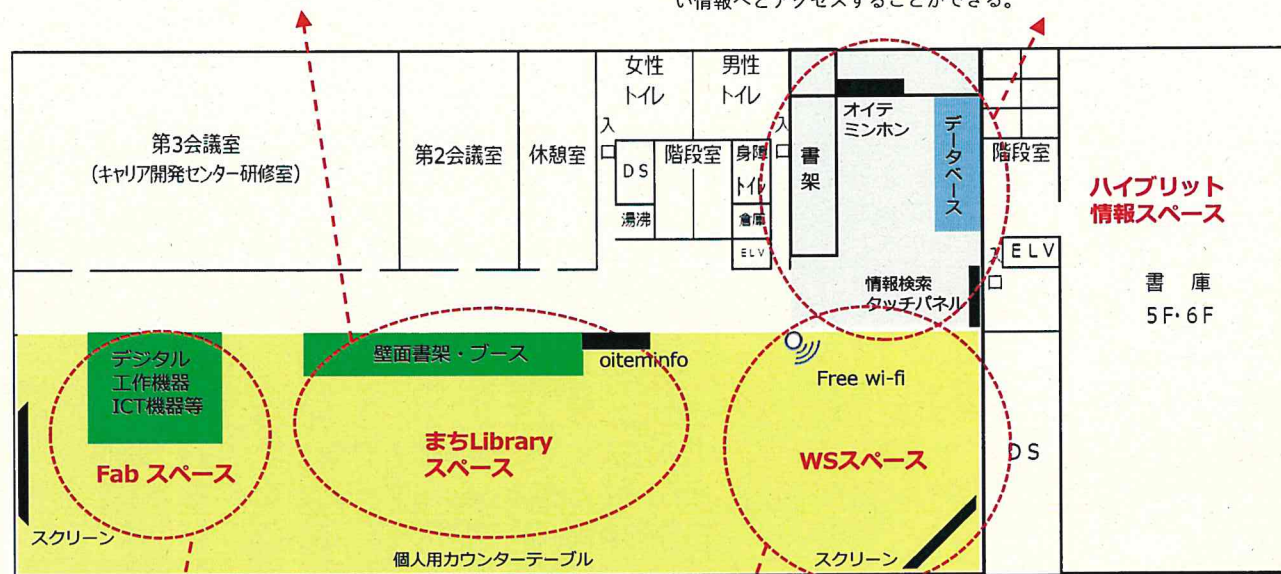 い情報へとアクセスすることができる。
女性
トイレ
男性
トイレ
第3会議室
(キャリア開発センター研修室)
第2会議室
休憩室
入
口
DS
湯沸
階段室
身障
トイレ
倉庫
ELV
入
口
書
架
オイテ
ミンホン
データベース
階段室
ハイブリット
情報スペース
入
口
ELV
書 庫
5F・6F
情報検索
タッチパネル
デジタル
工作機器
ICT機器等
壁面書架・ブース
oiteminfo
Free wi-fi
Fab スペース
まちLibrary
スペース
WSスペース
DS
スクリーン
個人用カウンターテーブル
スクリーン